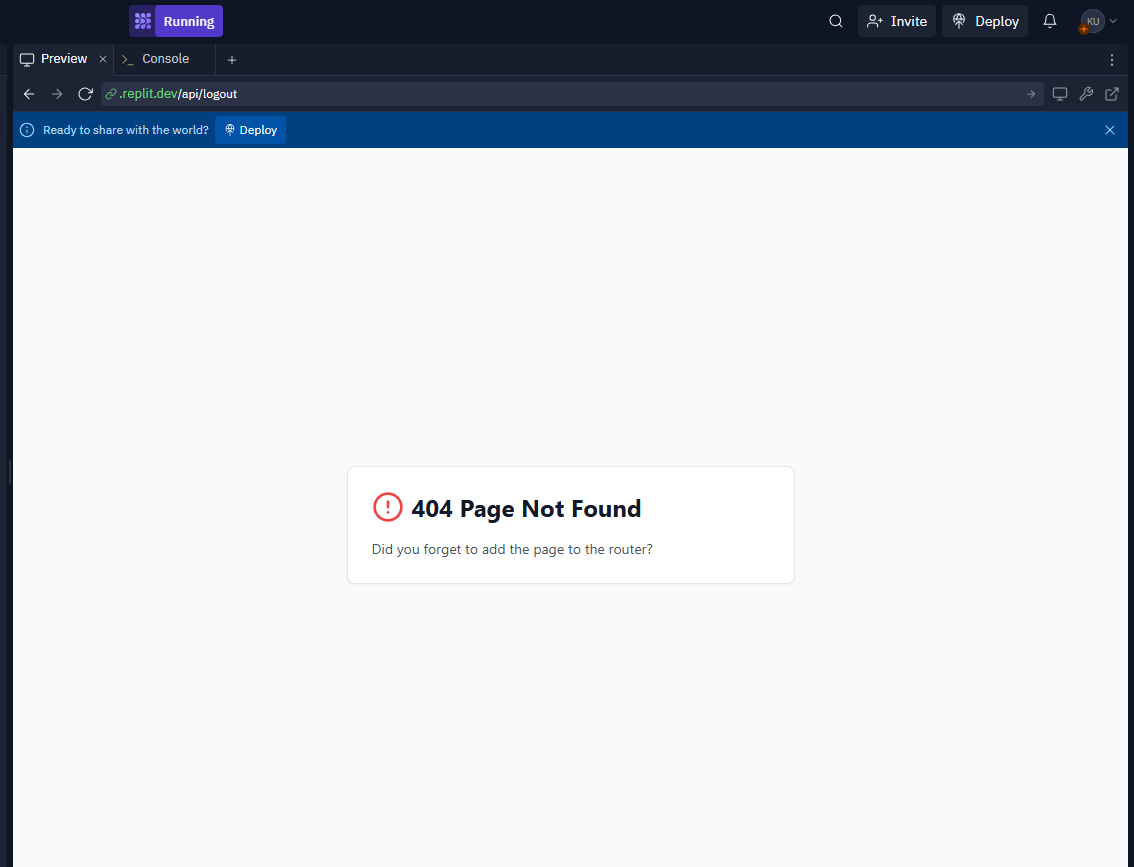 Running
Invite
Deploy
KU
Preview
Console
.replit.dev/api/logout
Ready to share with the world?
Deploy
404 Page Not Found
Did you forget to add the page to the router?